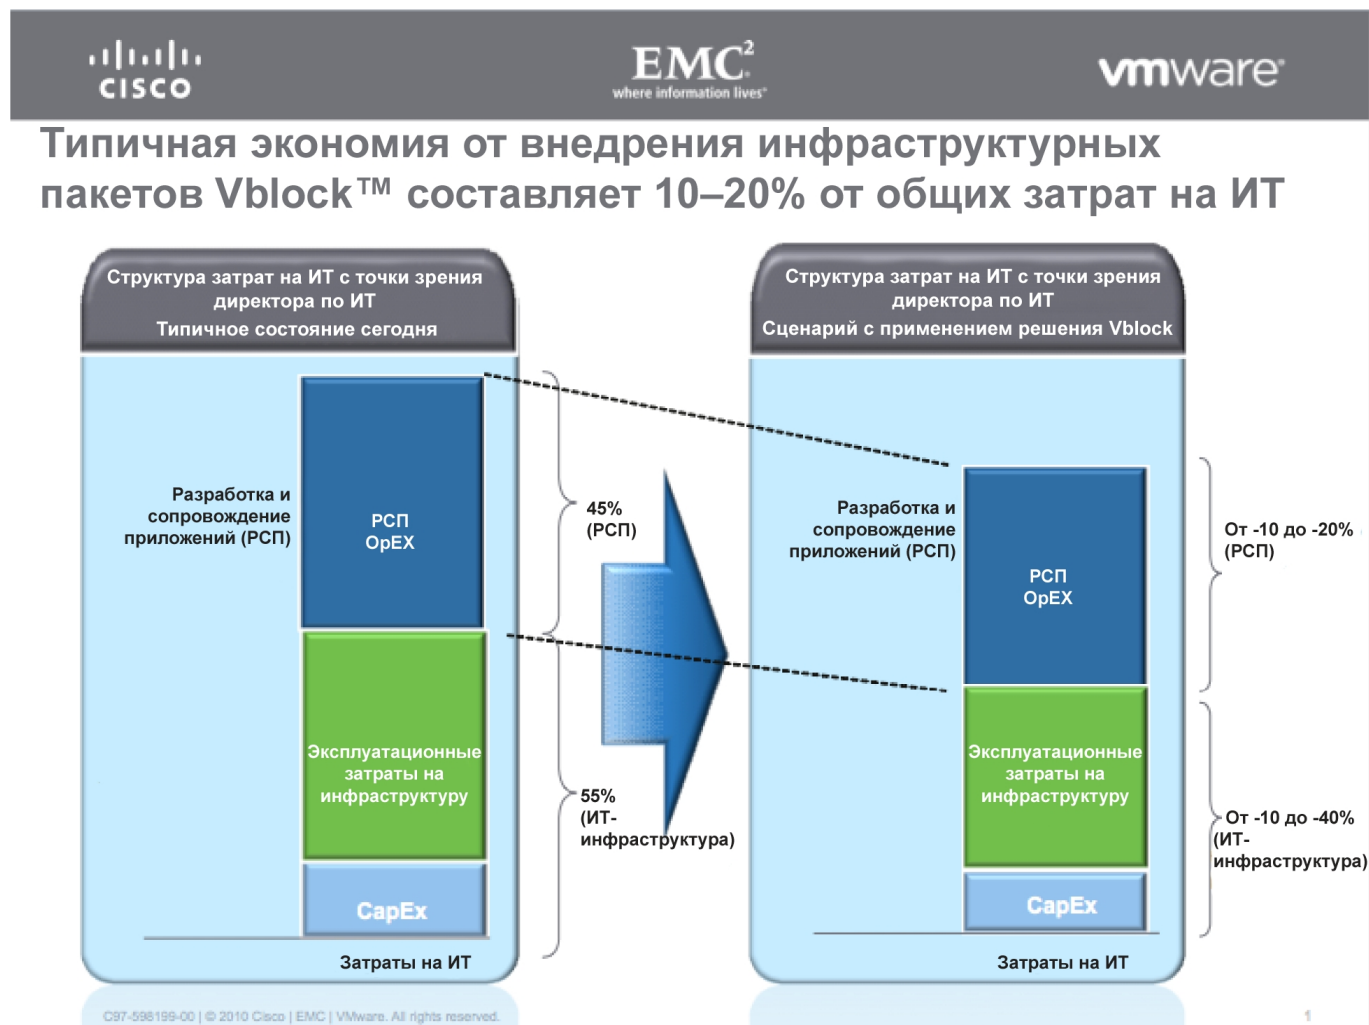 CISCO
EMC²
where information lives®
vmware®
Типичная экономия от внедрения инфраструктурных
пакетов Vblock™ составляет 10–20% от общих затрат на ИТ
Структура затрат на ИТ с точки зрения
директора по ИТ
Типичное состояние сегодня
РСП
OpEX
Разработка и
сопровождение
приложений (РСП)
45%
(РСП)
Эксплуатационные
затраты на
инфраструктуру
55%
(ИТ-
инфраструктура)
CapEx
Затраты на ИТ
Структура затрат на ИТ с точки зрения
директора по ИТ
Сценарий с применением решения Vblock
Разработка и
сопровождение
приложений (РСП)
РСП
OpEX
От -10 до -20%
(РСП)
Эксплуатационные
затраты на
инфраструктуру
От -10 до -40%
(ИТ-
инфраструктура)
CapEx
Затраты на ИТ
C97-598199-00 | © 2010 Cisco | EMC | VMware. All rights reserved.
1